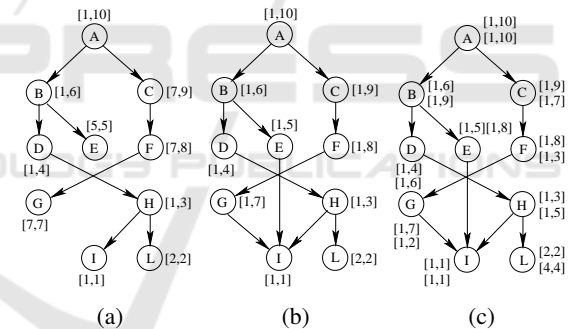 [1,10] [1,10] [1,10]
A A A [1,10]
B [1,6] C [7,9] B [1,6] C [1,9] B [1,6] C [1,9]
[1,9] [1,7]
[5,5] [1,5] [1,5][1,8]
D E F [7,8] D E F [1,8] D E F [1,8]
[1,3]
[1,4] [1,4] [1,4]
[1,6]
G H [1,3] G [1,7] H [1,3] G H [1,3]
[1,5]
[7,7] [1,7]
[1,2]
I L [2,2] I L [2,2] I L [2,2]
[4,4]
[1,1] [1,1] [1,1]
[1,1]
(a) (b) (c)